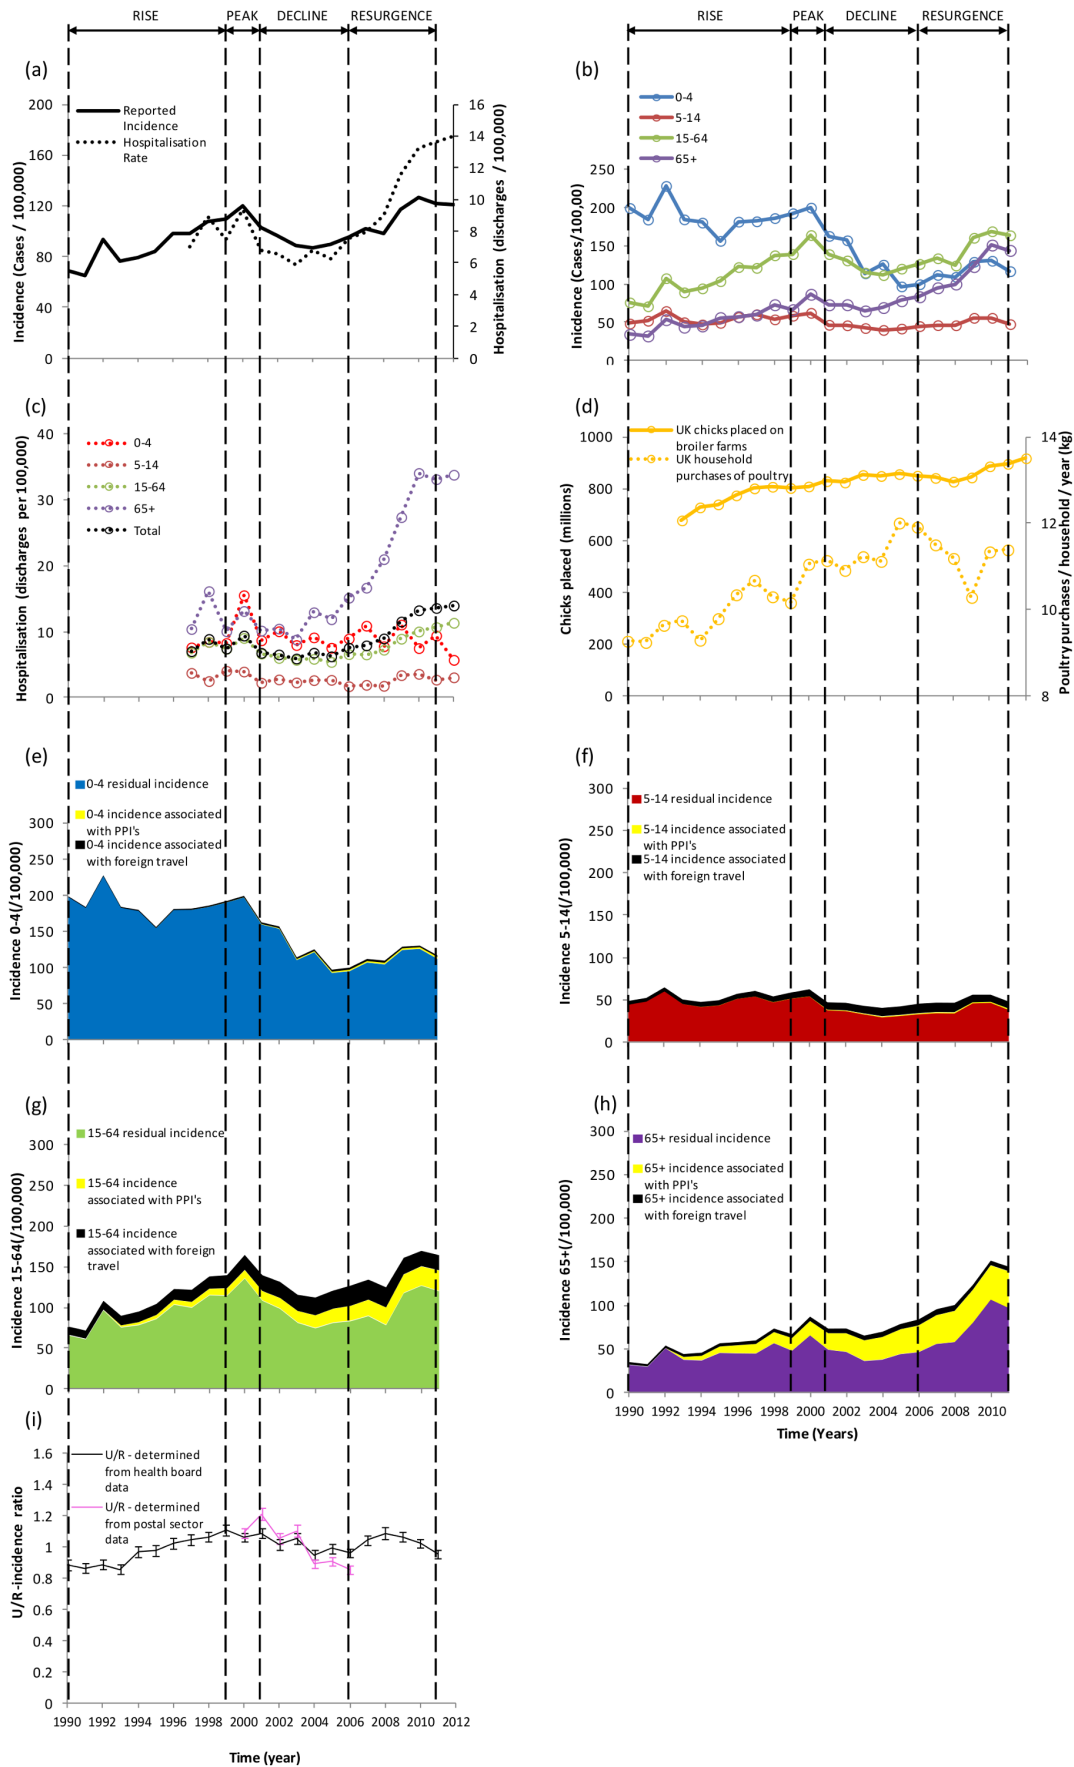 RISE PEAK DECLINE RESURGENCE
RISE PEAK DECLINE RESURGENCE
(a)
200
160
120
80
40
0
Incidence (Cases / 100,000)
Reported
Incidence
Hospitalisation
Rate
16
14
12
10
8
6
4
2
0
Hospitalisation (discharges / 100,000)
(b)
0-4
5-14
15-64
65+
250
200
150
100
50
0
Inicdence (Cases/100,00)
(c)
40
30
20
10
0
Hospitalisation (discharges per 100,000)
0-4
5-14
15-64
65+
Total
(d)
1000
800
600
400
200
0
Chicks placed (millions)
UK chicks placed on
broiler farms
UK household
purchases of poultry
14
12
10
8
Poultry purchases / household / year (kg)
(e)
0-4 residual incidence
0-4 incidence associated
with PPI's
0-4 incidence associated
with foreign travel
300
250
200
150
100
50
0
Incidence 0-4(/100,000)
(f)
5-14 residual incidence
5-14 incidence associated
with PPI's
5-14 incidence associated
with foreign travel
300
250
200
150
100
50
0
Incidence 5-14(/100,000)
(g)
15-64 residual incidence
15-64 incidence
associated with PPI's
15-64 incidence
associated with foreign
travel
300
250
200
150
100
50
0
Incidence 15-64(/100,000)
(h)
65+ residual incidence
65+ incidence associated
with PPI's
65+ incidence associated
with foreign travel
300
250
200
150
100
50
0
Incidence 65+(/100,000)
1990 1992 1994 1996 1998 2000 2002 2004 2006 2008 2010
Time (Years)
(i)
1.6
1.4
1.2
1
0.8
0.6
0.4
0.2
0
U/R-incidence ratio
U/R - determined
from health board
data
U/R - determined
from postal sector
data
1990 1992 1994 1996 1998 2000 2002 2004 2006 2008 2010 2012
Time (year)